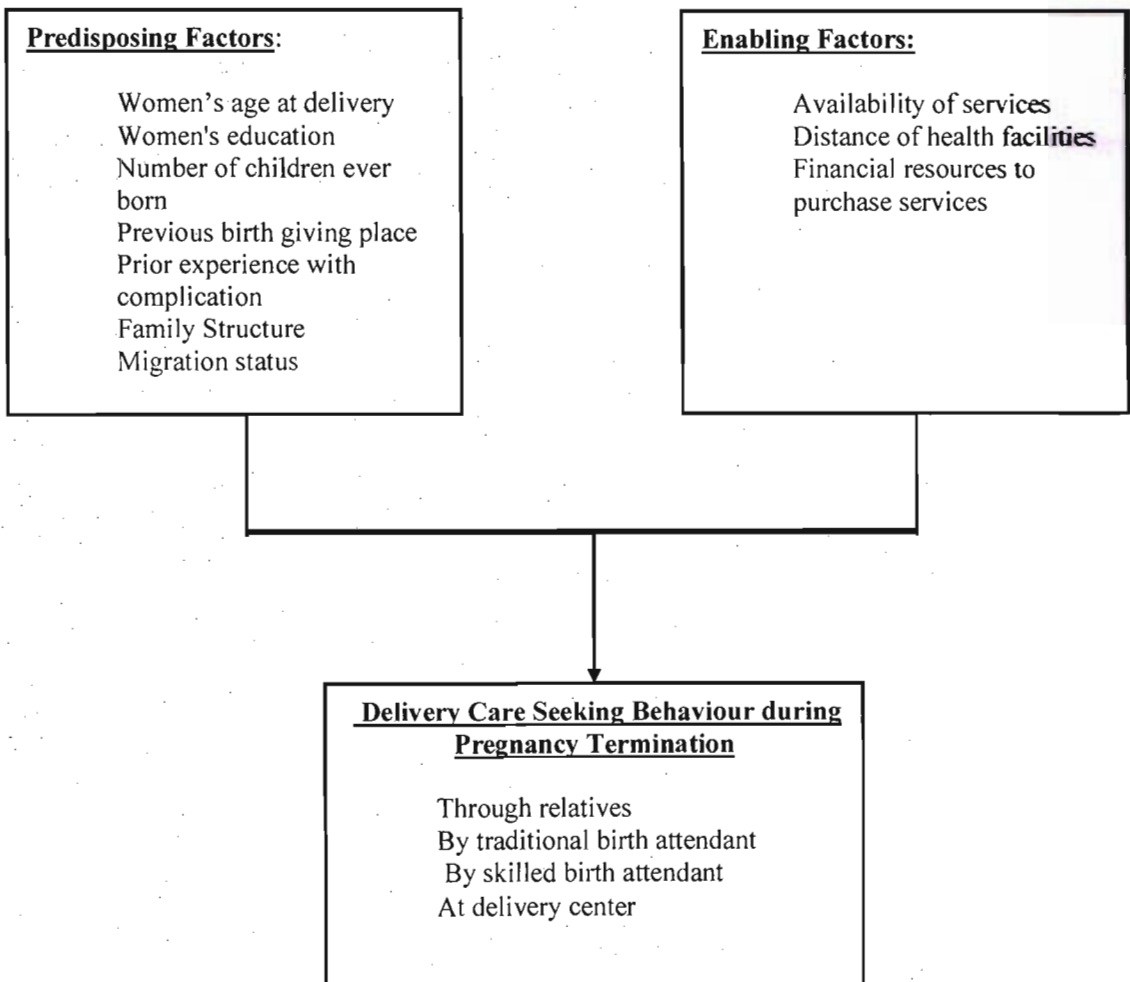 Predisposing Factors:
Women’s age at delivery
Women's education
Number of children ever
born
Previous birth giving place
Prior experience with
complication
Family Structure
Migration status
Enabling Factors:
Availability of services
Distance of health facilities
Financial resources to
purchase services
Delivery Care Seeking Behaviour during
Pregnancy Termination
Through relatives
By traditional birth attendant
By skilled birth attendant
At delivery center